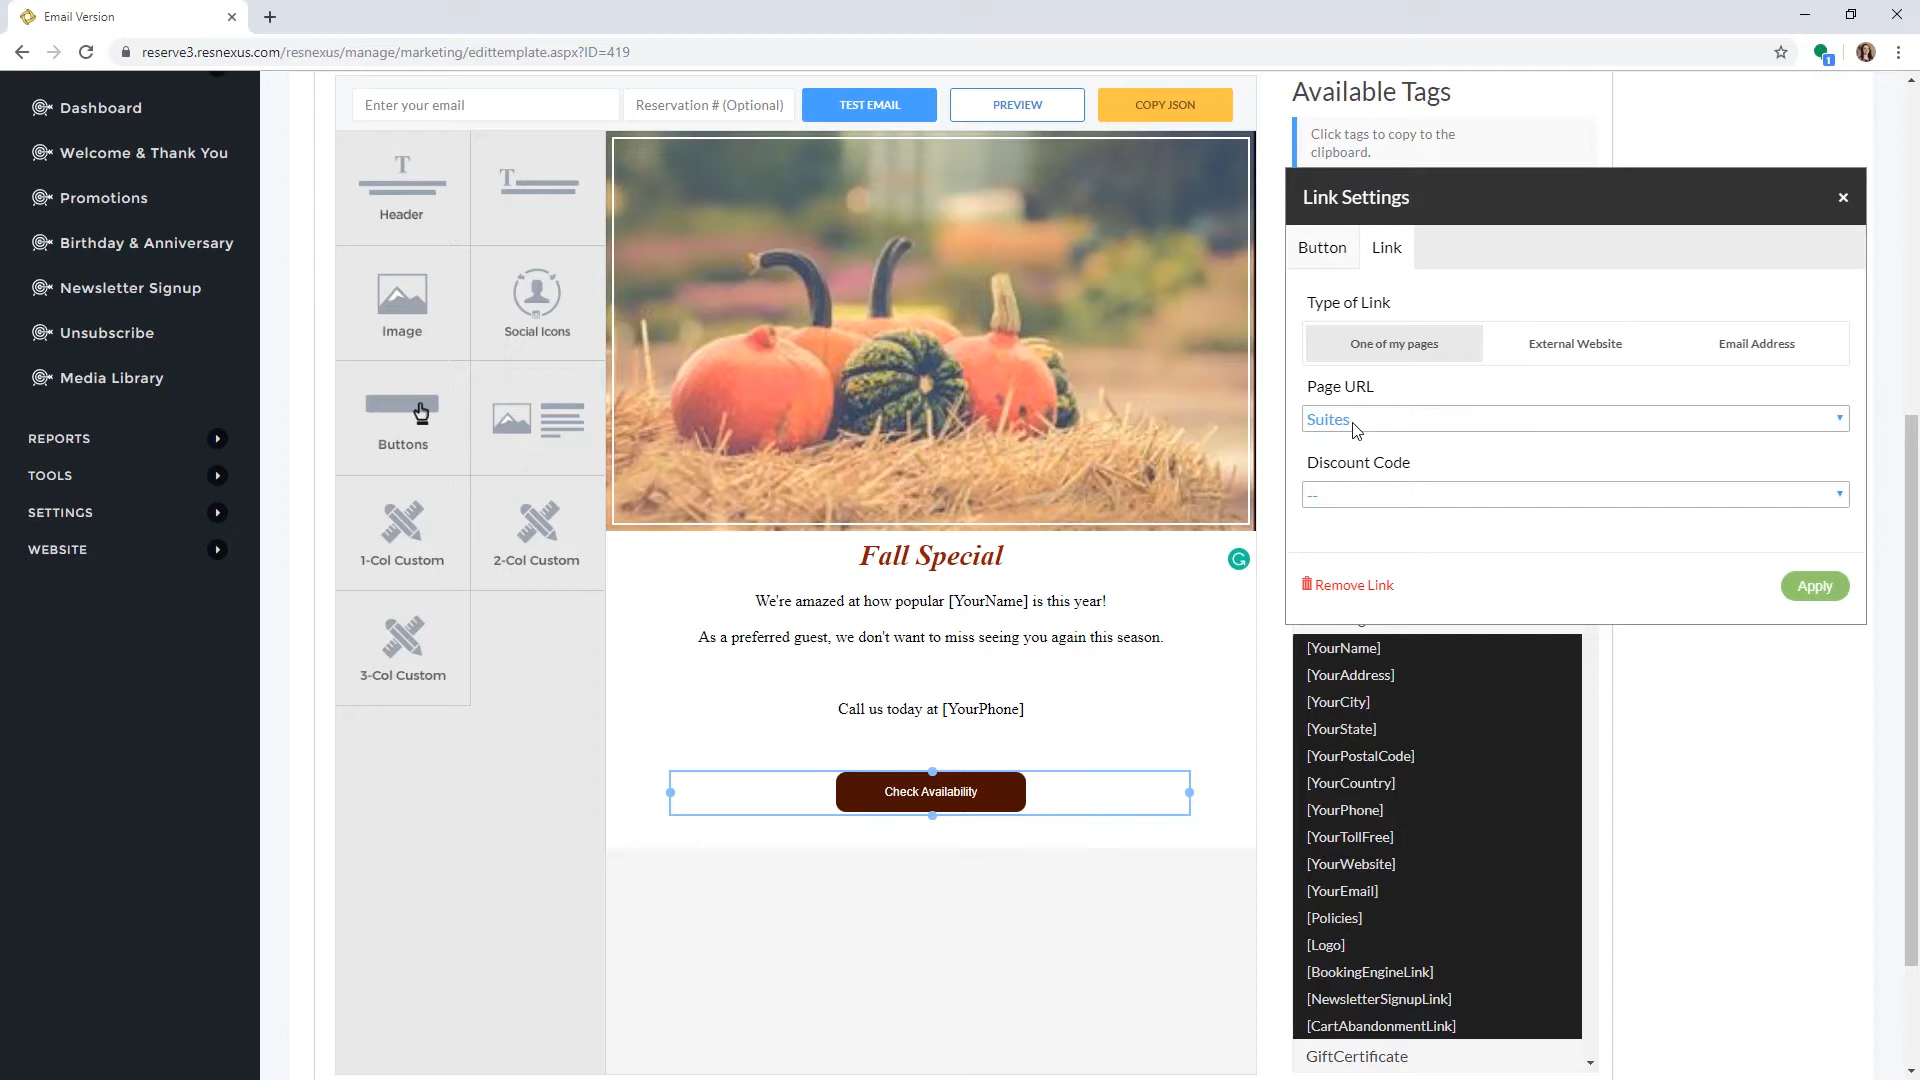 Email Version
reserve3.resnexus.com/resnexus/manage/marketing/edittemplate.aspx?ID=419
1
Dashboard
Welcome & Thank You
Promotions
Birthday & Anniversary
Newsletter Signup
Unsubscribe
Media Library
REPORTS
TOOLS
SETTINGS
WEBSITE
Enter your email
Reservation # (Optional)
TEST EMAIL
PREVIEW
COPY JSON
T
Header
T
Image
Social Icons
Buttons
1-Col Custom
2-Col Custom
3-Col Custom
Fall Special
We're amazed at how popular [YourName] is this year!
As a preferred guest, we don't want to miss seeing you again this season.
Call us today at [YourPhone]
Check Availability
Available Tags
Click tags to copy to the
clipboard.
Link Settings
Button
Link
Type of Link
One of my pages
External Website
Email Address
Page URL
Suites
Discount Code
--
Remove Link
Apply
[YourName]
[YourAddress]
[YourCity]
[YourState]
[YourPostalCode]
[YourCountry]
[YourPhone]
[YourTollFree]
[YourWebsite]
[YourEmail]
[Policies]
[Logo]
[BookingEngineLink]
[NewsletterSignupLink]
[CartAbandonmentLink]
GiftCertificate